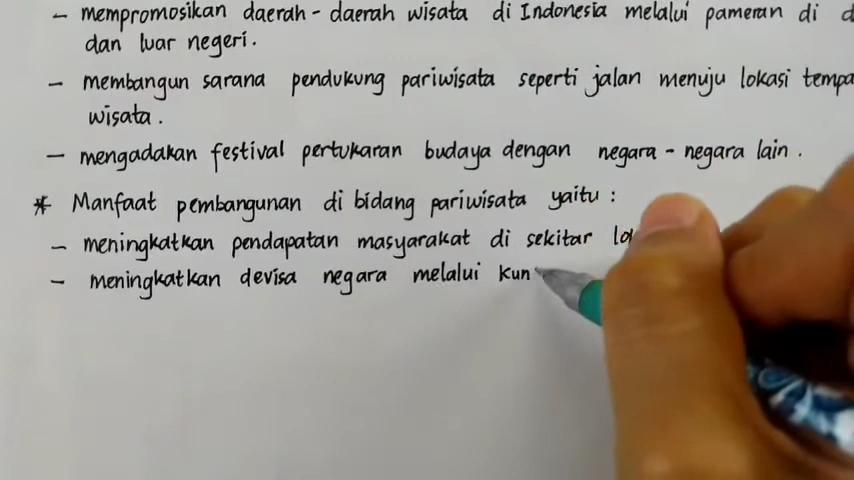 - mempromosikan daerah - daerah wisata di Indonesia melalui pameran di
dan luar negeri.
- membangun sarana pendukung pariwisata seperti jalan menuju lokasi
wisata.
- mengadakan festival pertukaran budaya dengan negara - negara lain.
* Manfaat pembangunan di bidang pariwisata yaitu :
- meningkatkan pendapatan masyarakat di sekitar
- meningkatkan devisa negara melalui kun